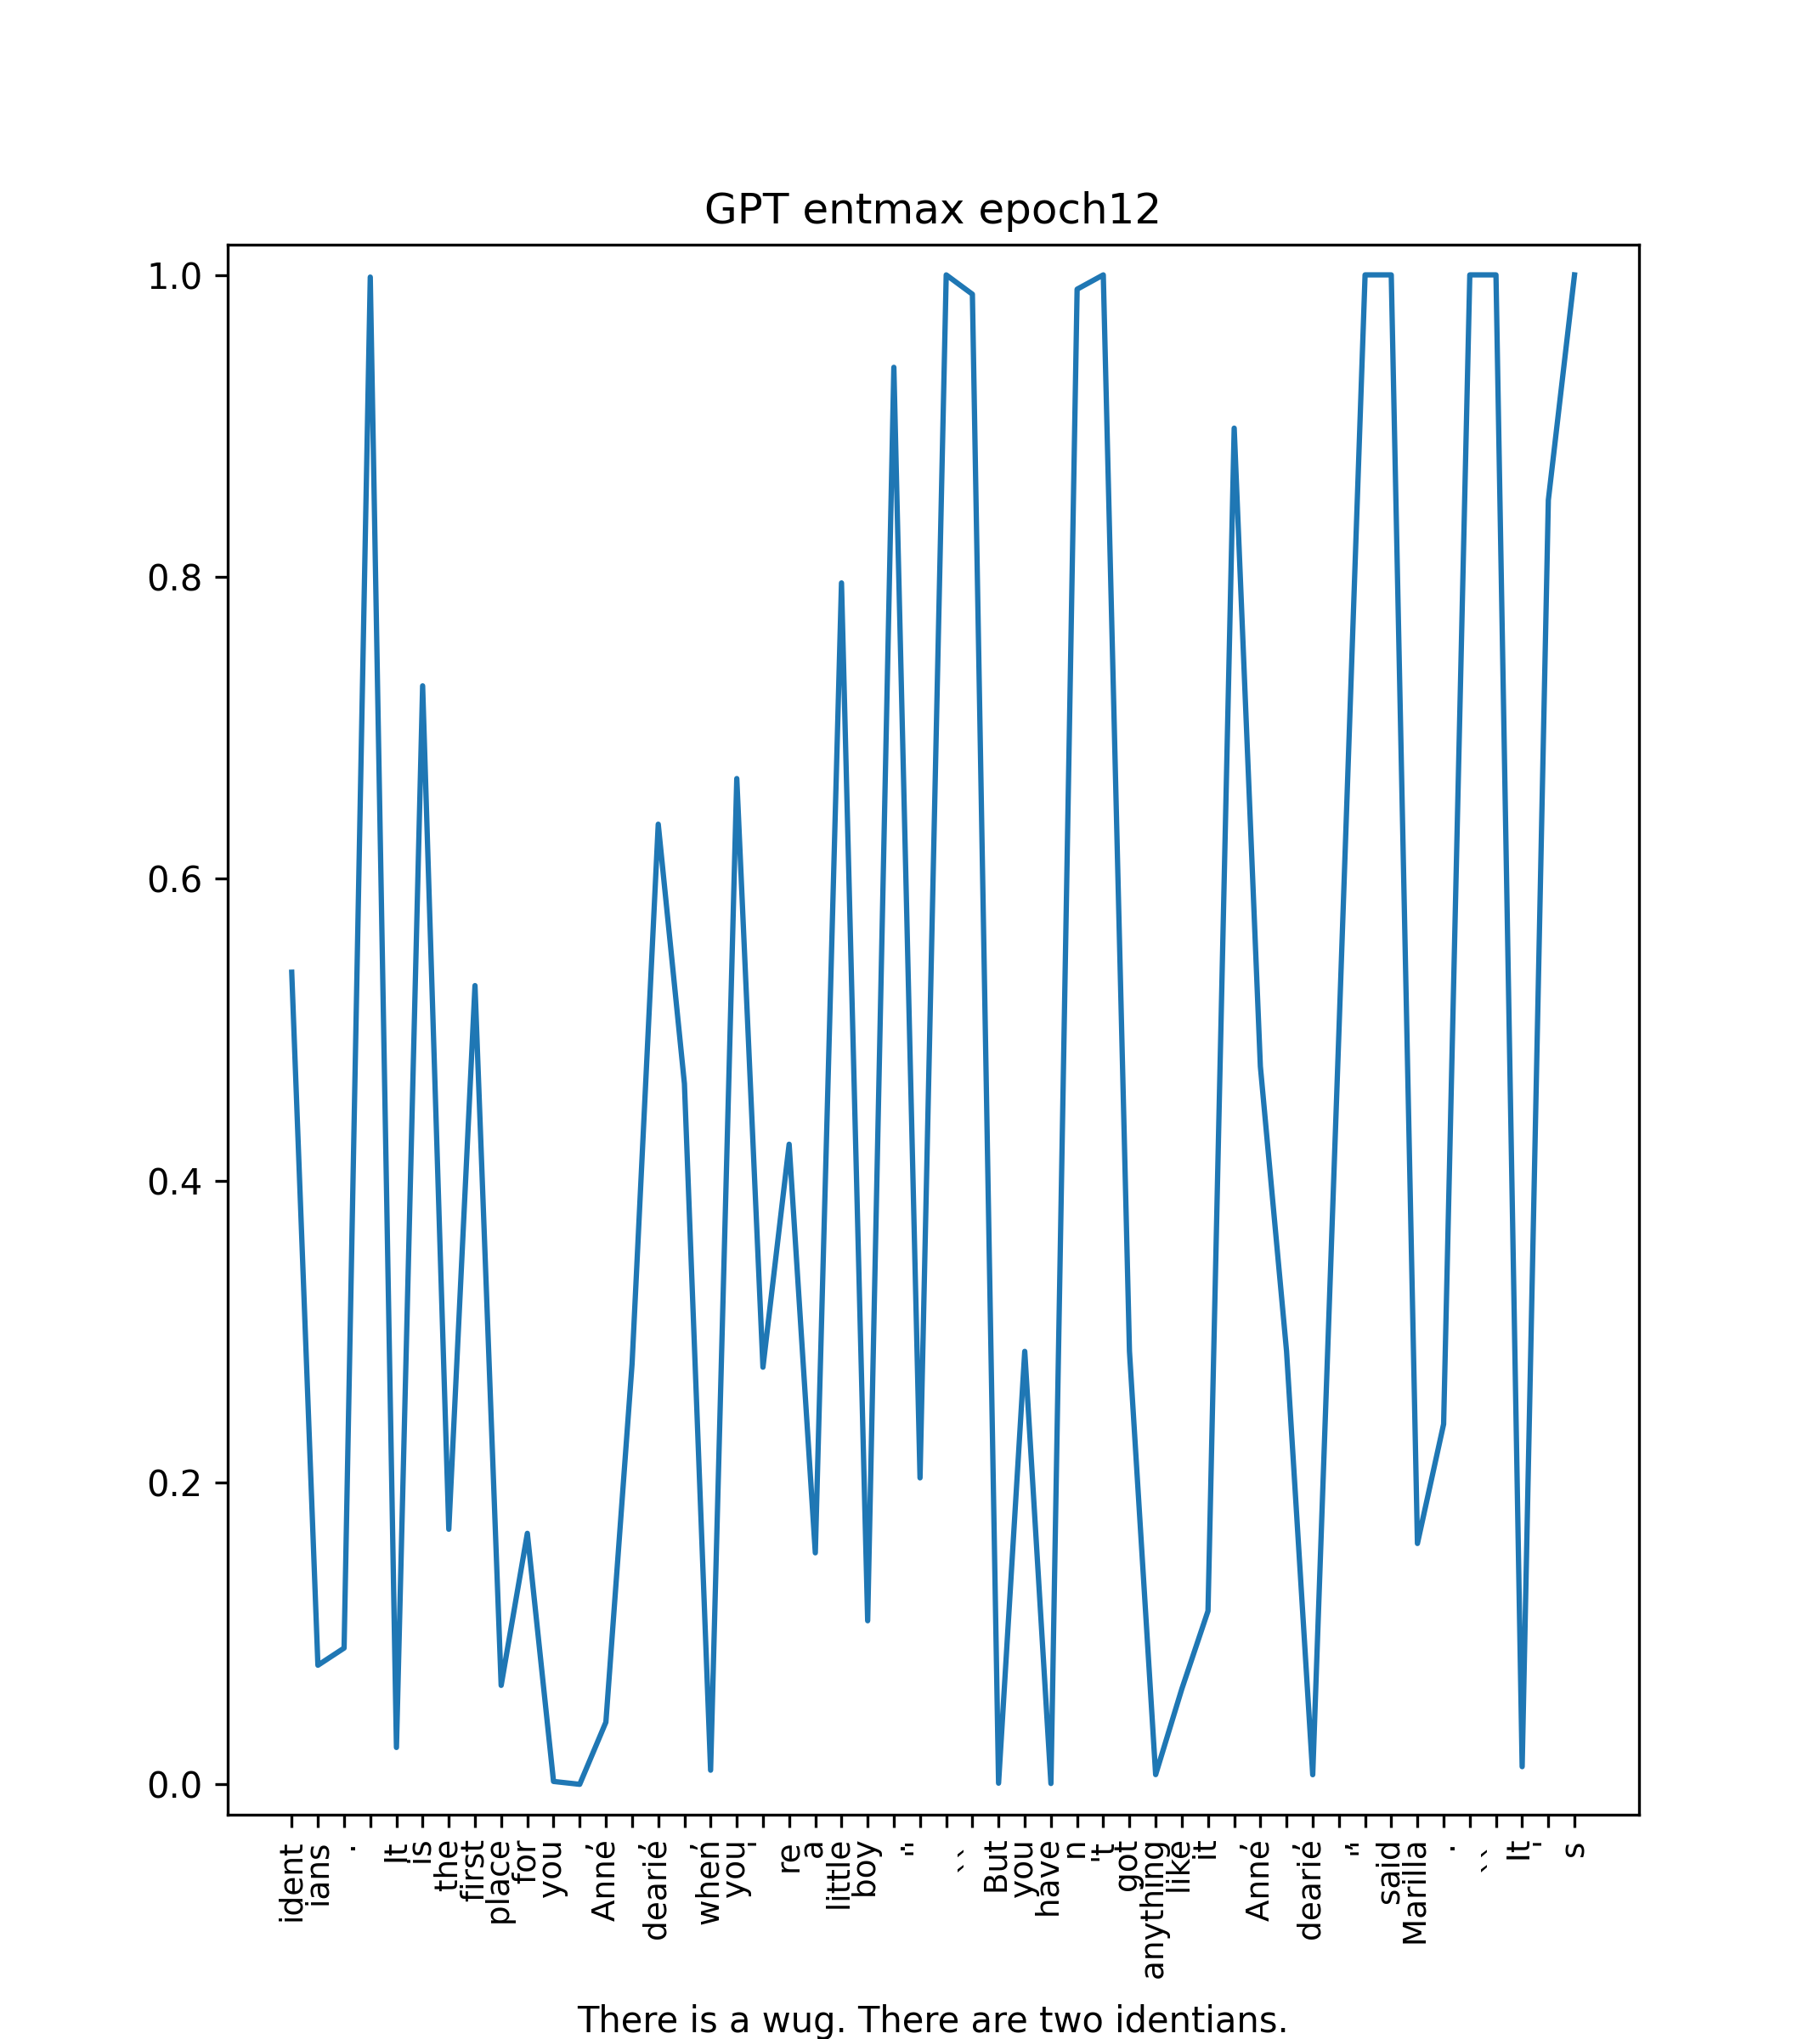 GPT entmax epoch12
1.0
0.8
0.6
0.4
0.2
0.0
ident
ians
.
It
is
the
first
place
for
you
,
Anne
,
dearie
,
when
you
'
re
a
little
boy
.
"
``
But
you
have
n
't
got
anything
like
it
,
Anne
,
dearie
,
"
said
Marilla
.
``
It
'
s
There is a wug. There are two identians.